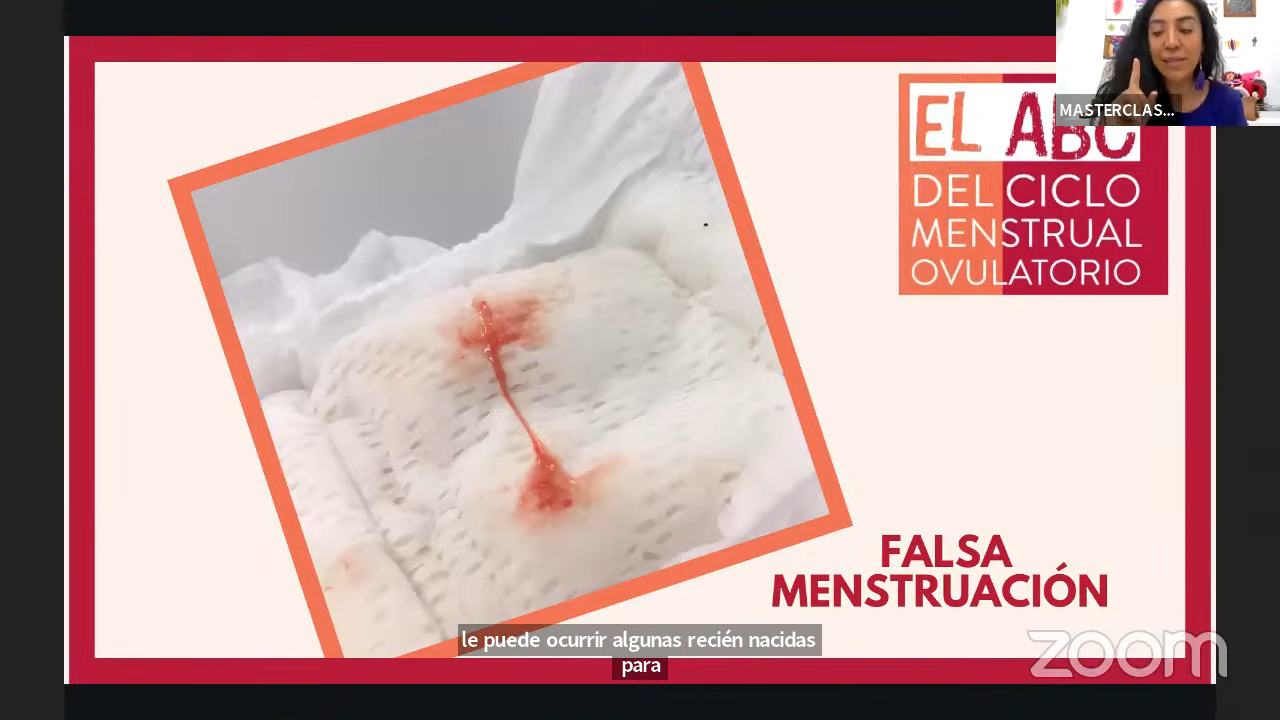 MASTERCLAS...
EL ABC
DEL CICLO
MENSTRUAL
OVULATORIO
FALSA
MENSTRUACIÓN
le puede ocurrir algunas recién nacidas
para
zoom